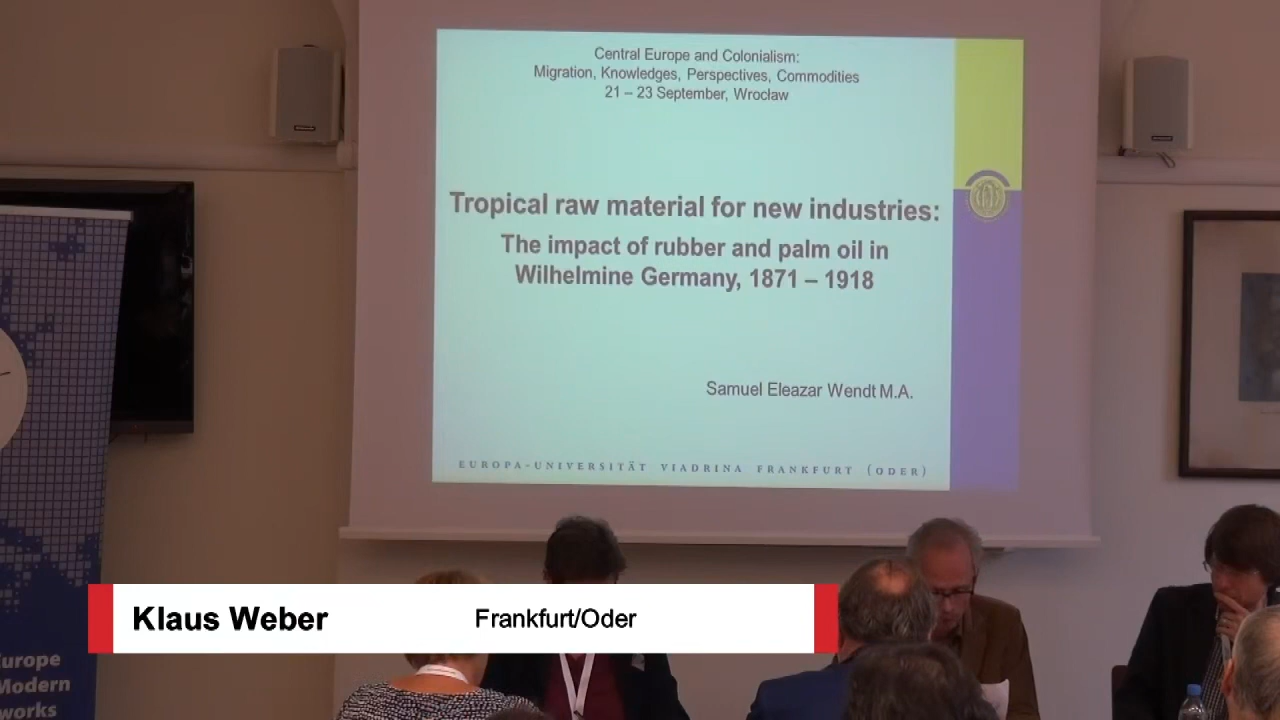 Central Europe and Colonialism:
Migration, Knowledges, Perspectives, Commodities
21 – 23 September, Wrocław
Tropical raw material for new industries:
The impact of rubber and palm oil in
Wilhelmine Germany, 1871 – 1918
Samuel Eleazar Wendt M.A.
EUROPA-UNIVERSITÄT VIADRINA FRANKFURT (ODER)
Klaus Weber Frankfurt/Oder
urope
Modern
works